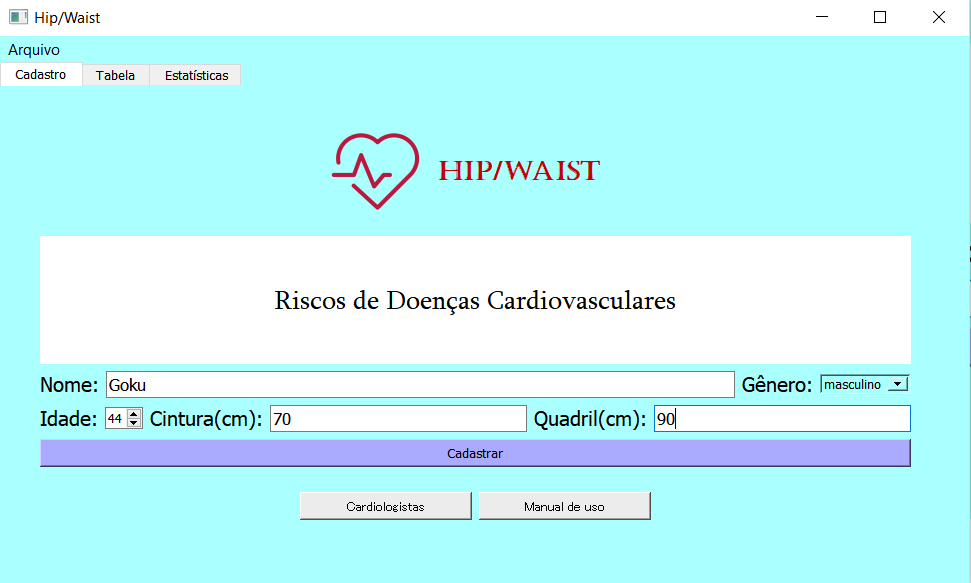 Hip/Waist
Arquivo
Cadastro Tabela Estatísticas
HIP/WAIST
Riscos de Doenças Cardiovasculares
Nome: Goku Gênero: masculino
Idade: 44 Cintura(cm): 70 Quadril(cm): 90
Cadastrar
Cardiologistas Manual de uso